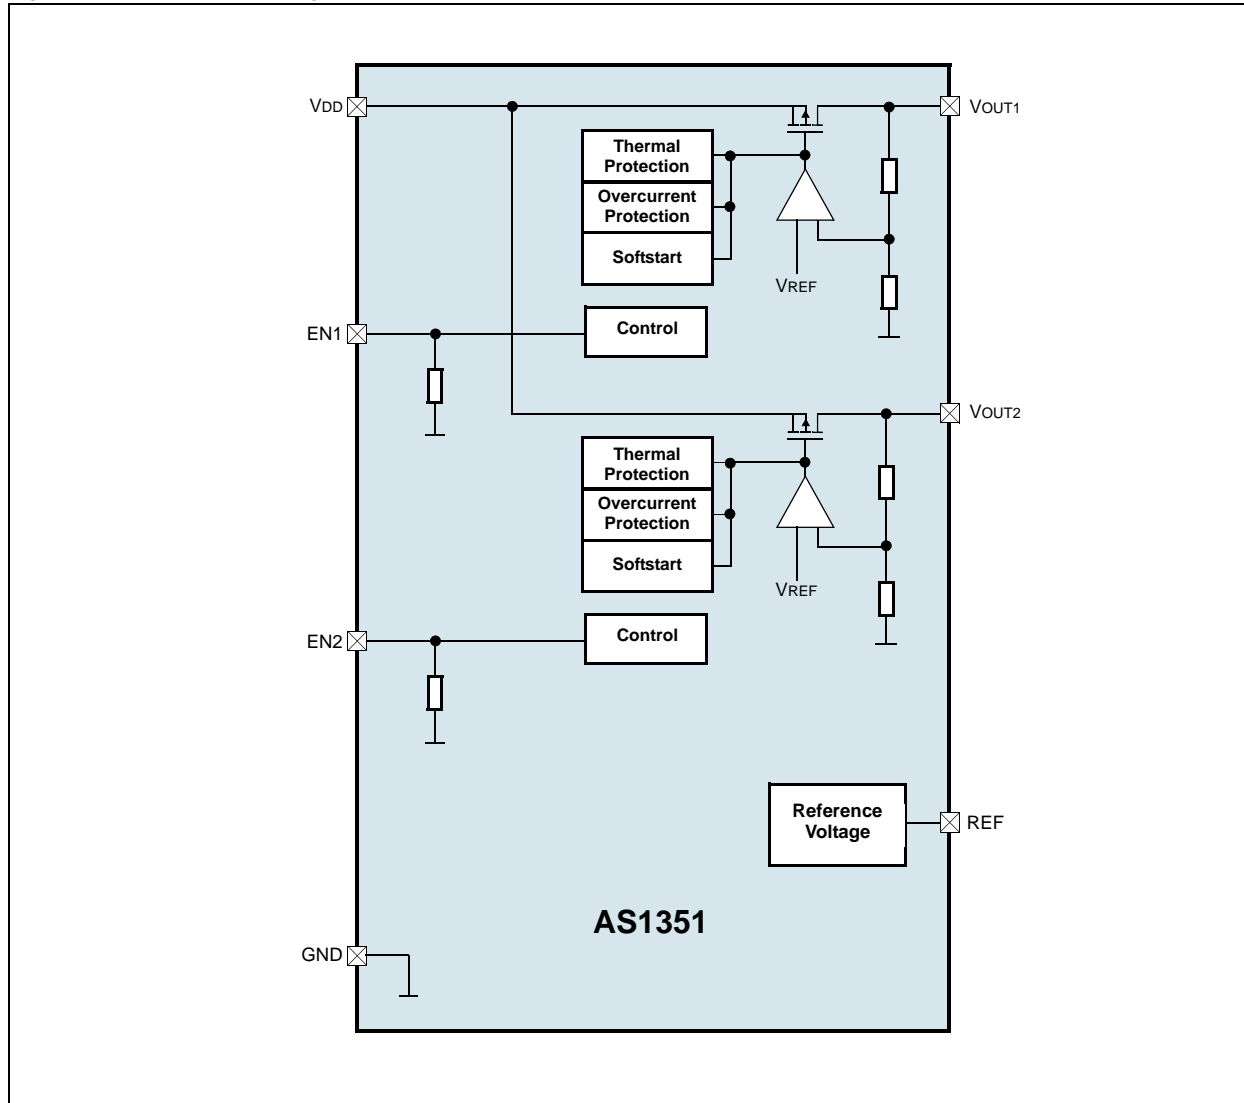 VDD
VOUT1
Thermal
Protection
Overcurrent
Protection
Softstart
VREF
EN1
Control
VOUT2
Thermal
Protection
Overcurrent
Protection
Softstart
VREF
EN2
Control
Reference
Voltage
REF
AS1351
GND